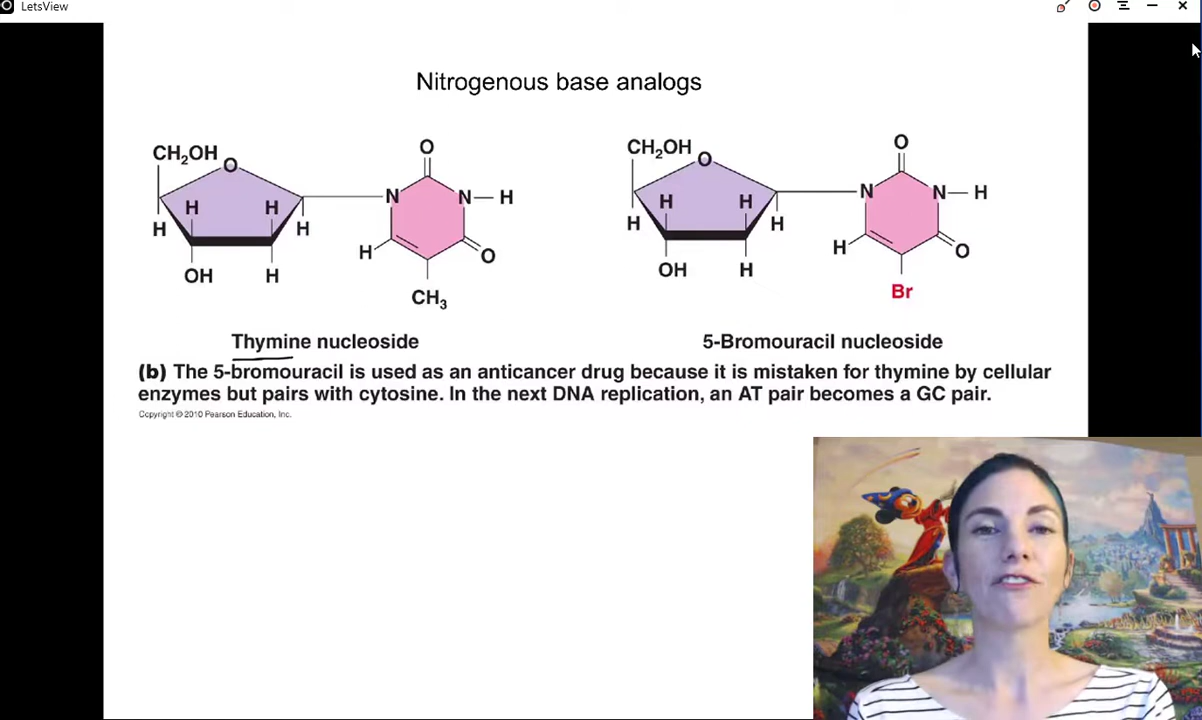 LetsView
Nitrogenous base analogs
CH2OH O H H H H OH H N O N H O H CH3
CH2OH O H H H H OH H N O N H O H Br
Thymine nucleoside
5-Bromouracil nucleoside
(b) The 5-bromouracil is used as an anticancer drug because it is mistaken for thymine by cellular
enzymes but pairs with cytosine. In the next DNA replication, an AT pair becomes a GC pair.
Copyright © 2010 Pearson Education, Inc.